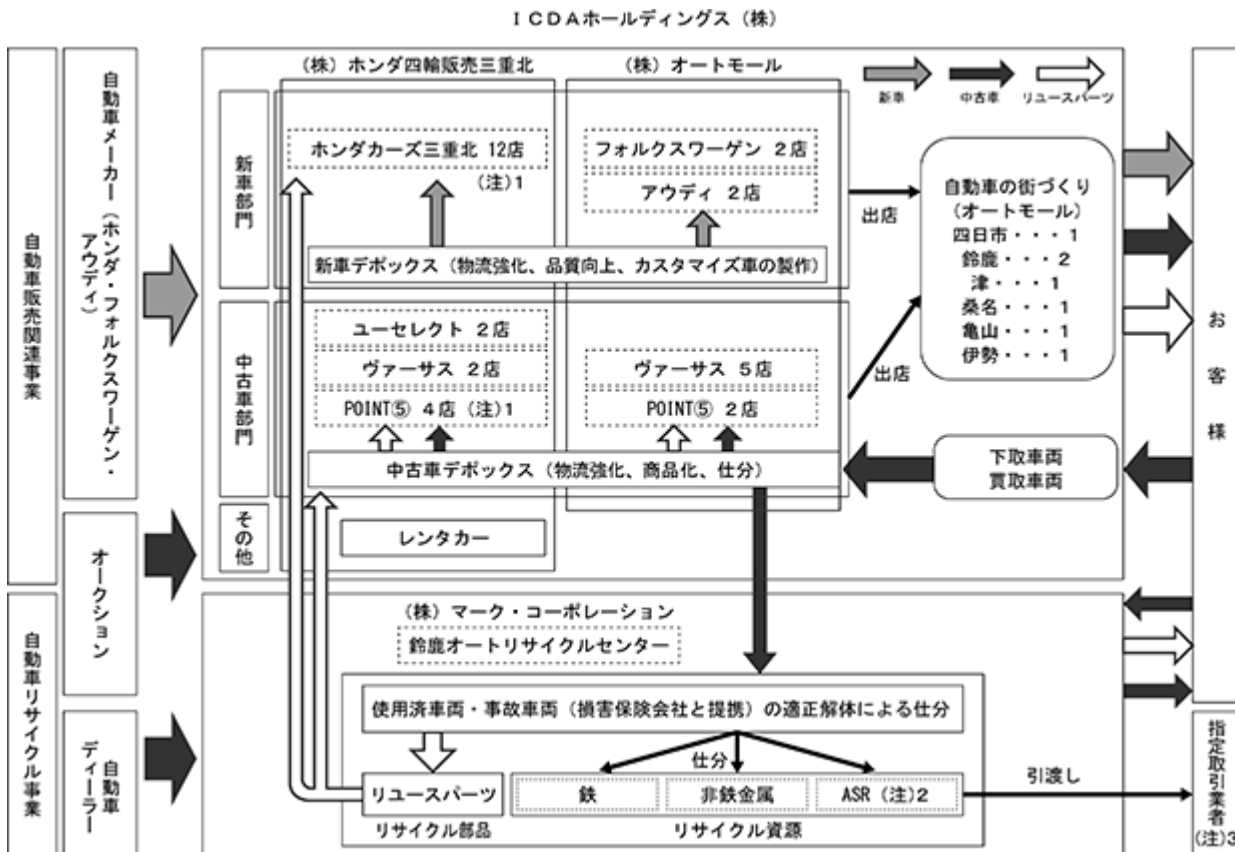 ICDAホールディングス（株）
自動車販売関連事業
自動車メーカー（ホンダ・フォルクスワーゲン・
アウディ）
（株）ホンダ四輪販売三重北
（株）オートモール
新車
中古車
リユースパーツ
新車部門
ホンダカーズ三重北 12店
（注）1
フォルクスワーゲン 2店
アウディ 2店
新車デポックス（物流強化、品質向上、カスタマイズ車の製作）
出店
自動車の街づくり
（オートモール）
四日市・・・1
鈴鹿・・・2
津・・・1
桑名・・・1
亀山・・・1
伊勢・・・1
お客様
中古車部門
ユーセレクト 2店
ヴァーサス 2店
POINT⑤ 4店（注）1
ヴァーサス 5店
POINT⑤ 2店
出店
中古車デポックス（物流強化、商品化、仕分）
下取車両
買取車両
その他
レンタカー
オークション
自動車リサイクル事業
自動車
ディーラー
（株）マーク・コーポレーション
鈴鹿オートリサイクルセンター
使用済車両・事故車両（損害保険会社と提携）の適正解体による仕分
仕分
リユースパーツ
鉄
非鉄金属
ASR（注）2
引渡し
リサイクル部品
リサイクル資源
指定取引業者
(注)3